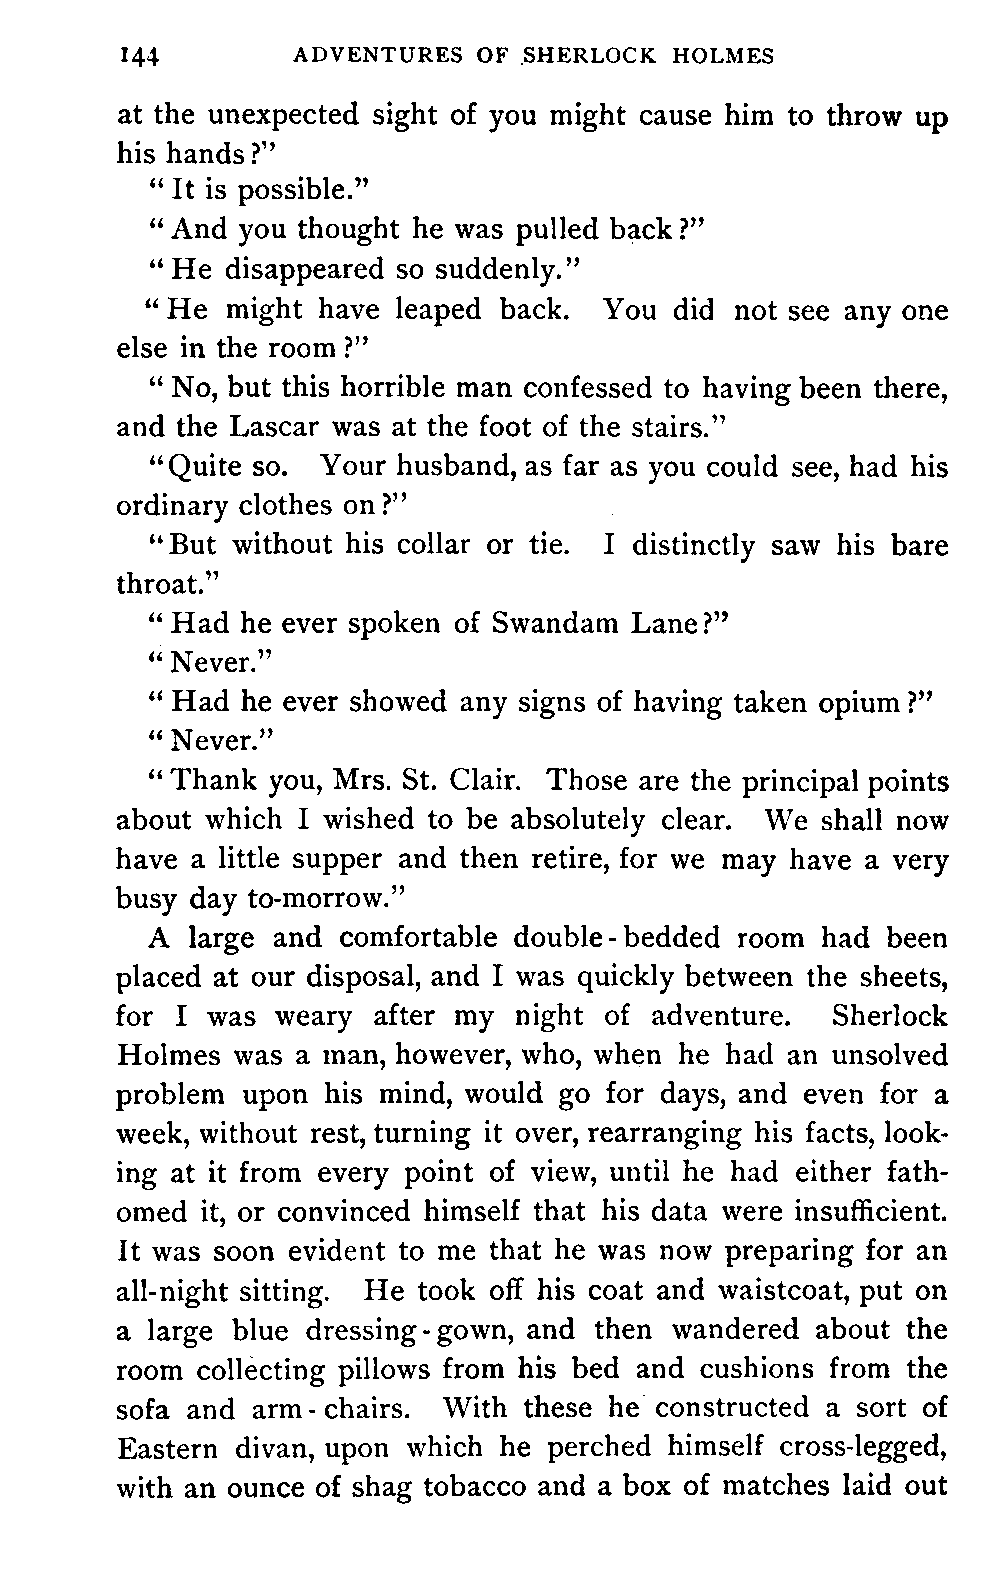 144 ADVENTURES OF SHERLOCK HOLMES
at the unexpected sight of you might cause him to throw up
his hands?"
"It is possible."
"And you thought he was pulled back?"
"He disappeared so suddenly."
"He might have leaped back. You did not see any one
else in the room?"
"No, but this horrible man confessed to having been there,
and the Lascar was at the foot of the stairs."
"Quite so. Your husband, as far as you could see, had his
ordinary clothes on?"
"But without his collar or tie. I distinctly saw his bare
throat."
"Had he ever spoken of Swandam Lane?"
"Never."
"Had he ever showed any signs of having taken opium?"
"Never."
"Thank you, Mrs. St. Clair. Those are the principal points
about which I wished to be absolutely clear. We shall now
have a little supper and then retire, for we may have a very
busy day to-morrow."
A large and comfortable double-bedded room had been
placed at our disposal, and I was quickly between the sheets,
for I was weary after my night of adventure. Sherlock
Holmes was a man, however, who, when he had an unsolved
problem upon his mind, would go for days, and even for a
week, without rest, turning it over, rearranging his facts, look-
ing at it from every point of view, until he had either fath-
omed it, or convinced himself that his data were insufficient.
It was soon evident to me that he was now preparing for an
all-night sitting. He took off his coat and waistcoat, put on
a large blue dressing-gown, and then wandered about the
room collecting pillows from his bed and cushions from the
sofa and arm-chairs. With these he constructed a sort of
Eastern divan, upon which he perched himself cross-legged,
with an ounce of shag tobacco and a box of matches laid out